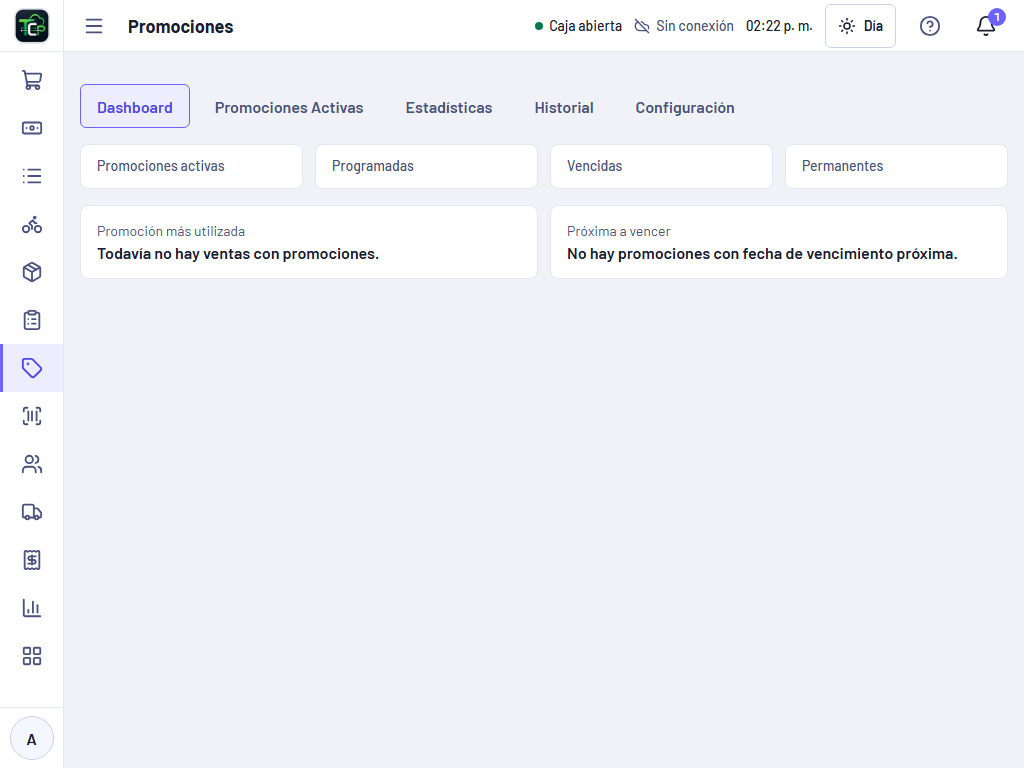 TCP
Promociones
Caja abierta
Sin conexión
02:22 p. m.
Día
1
Dashboard
Promociones Activas
Estadísticas
Historial
Configuración
Promociones activas
Programadas
Vencidas
Permanentes
Promoción más utilizada
Todavía no hay ventas con promociones.
Próxima a vencer
No hay promociones con fecha de vencimiento próxima.
A